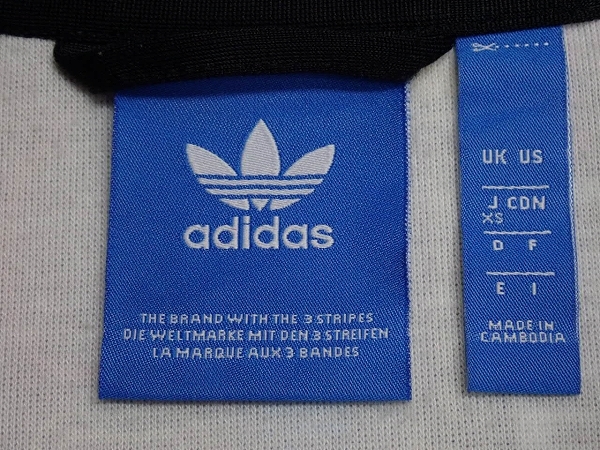 adidas
THE BRAND WITH THE 3 STRIPES
DIE WELTMARKE MIT DEN 3 STREIFEN
LA MARQUE AUX 3 BANDES
UK US
J CDN
XS
D F
E I
MADE IN
CAMBODIA